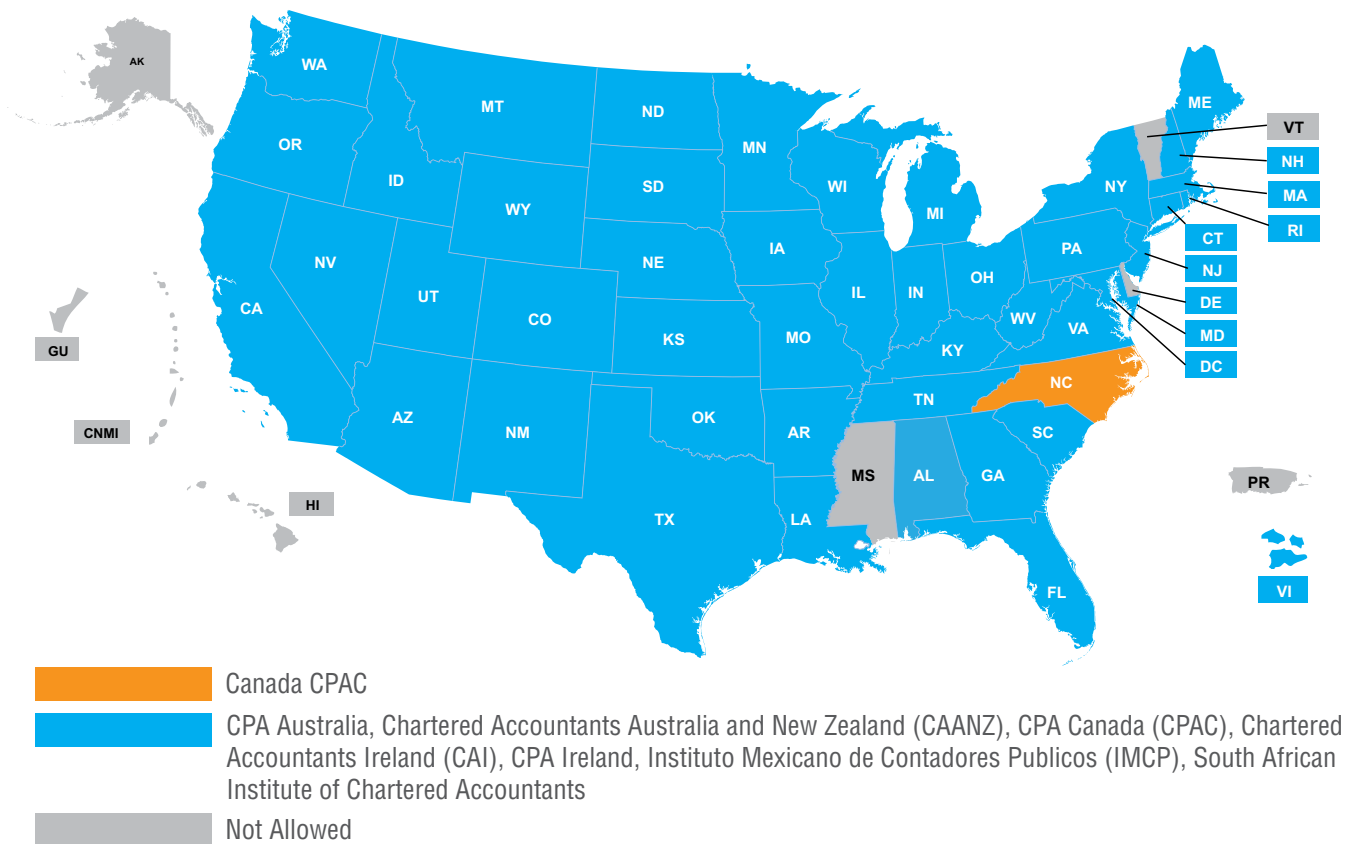 AK
WA
MT
ND
MN
ME
VT
OR
ID
SD
WI
NH
NY
WY
MI
MA
RI
CT
PA
NV
NE
IA
NJ
UT
IL
IN
OH
DE
CA
CO
WV
VA
MD
GU
KS
MO
KY
DC
NC
TN
AZ
NM
OK
AR
SC
CNMI
MS
AL
GA
PR
HI
TX
LA
FL
VI
Canada CPAC
CPA Australia, Chartered Accountants Australia and New Zealand (CAANZ), CPA Canada (CPAC), Chartered
Accountants Ireland (CAI), CPA Ireland, Instituto Mexicano de Contadores Publicos (IMCP), South African
Institute of Chartered Accountants
Not Allowed